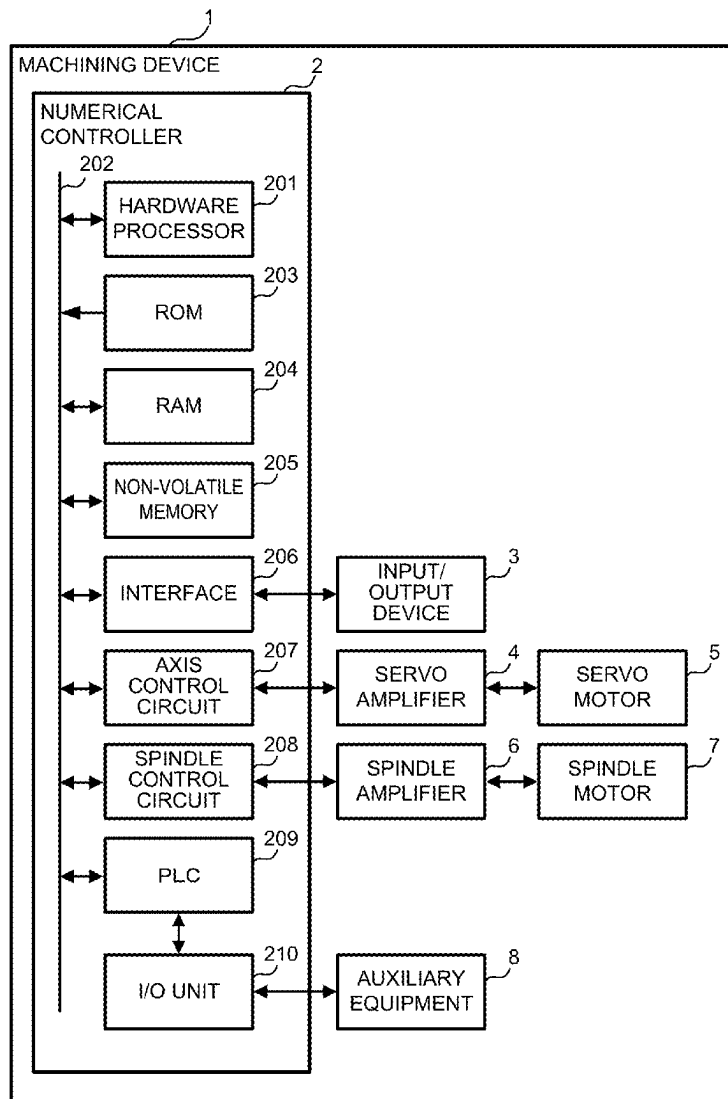 1
MACHINING DEVICE
2
NUMERICAL
CONTROLLER
202
201
HARDWARE
PROCESSOR
203
ROM
204
RAM
205
NON-VOLATILE
MEMORY
206
INTERFACE
3
INPUT/
OUTPUT
DEVICE
207
AXIS
CONTROL
CIRCUIT
4
SERVO
AMPLIFIER
5
SERVO
MOTOR
208
SPINDLE
CONTROL
CIRCUIT
6
SPINDLE
AMPLIFIER
7
SPINDLE
MOTOR
209
PLC
210
I/O UNIT
8
AUXILIARY
EQUIPMENT